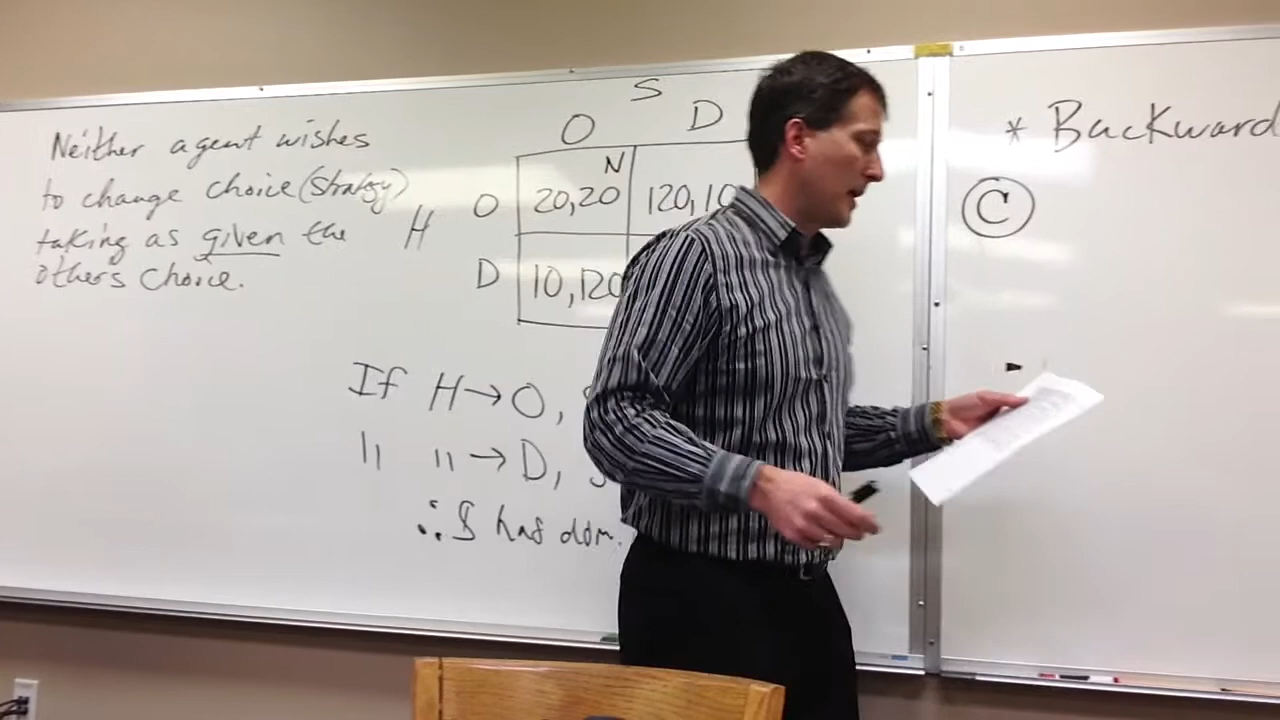 Neither agent wishes
to change choice (Strategy)
taking as given the
others choice.
S
O D
N
H O 20,20 120,10
D 10,120
If H→O, S
" " →D, S
∴ S has dom.
* Backward
C